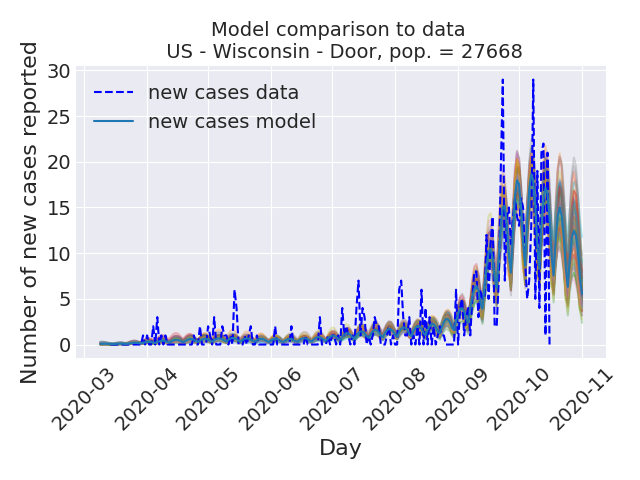 Model comparison to data
US - Wisconsin - Door, pop. = 27668
Number of new cases reported
30
25
20
15
10
5
0
new cases data
new cases model
2020-03
2020-04
2020-05
2020-06
2020-07
2020-08
2020-09
2020-10
2020-11
Day